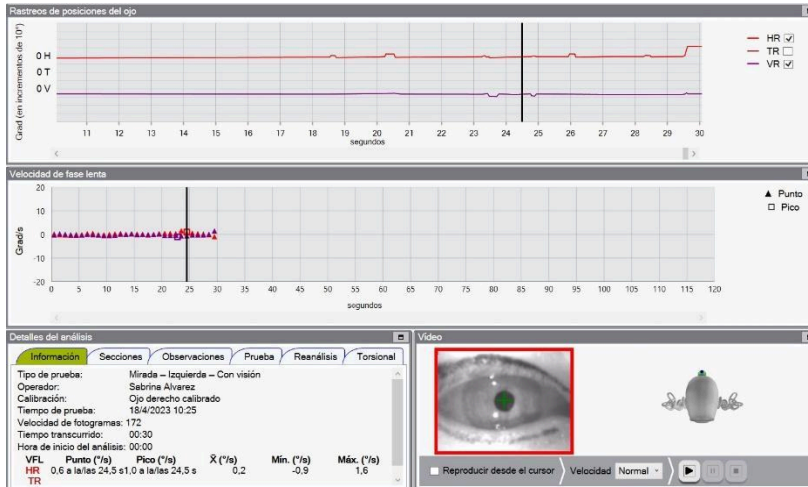 Rastreos de posiciones del ojo
Grad (en incrementos de 10°)
0 H
0 T
0 V
11 12 13 14 15 16 17 18 19 20 21 22 23 24 25 26 27 28 29 30
segundos
HR
TR
VR
Velocidad de fase lenta
Grad/s
20
10
0
-10
-20
0 5 10 15 20 25 30 35 40 45 50 55 60 65 70 75 80 85 90 95 100 105 110 115 120
segundos
Punto
Pico
Detalles del análisis
Información Secciones Observaciones Prueba Reanálisis Torsional
Tipo de prueba: Mirada – Izquierda – Con visión
Operador: Sabrina Alvarez
Calibración: Ojo derecho calibrado
Tiempo de prueba: 18/4/2023 10:25
Velocidad de fotogramas: 172
Tiempo transcurrido: 00:30
Hora de inicio del análisis: 00:00
VFL Punto (°/s) Pico (°/s) X̄ (°/s) Mín. (°/s) Máx. (°/s)
HR 0,6 a la/las 24,5 s 1,0 a la/las 24,5 s 0,2 -0,9 1,6
TR
Vídeo
Reproducir desde el cursor Velocidad Normal